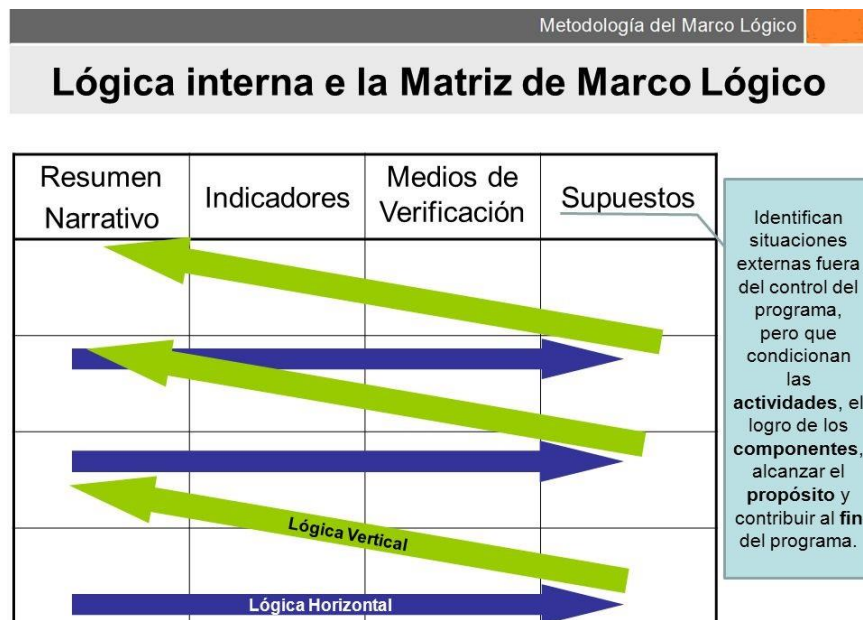 Metodología del Marco Lógico
Lógica interna e la Matriz de Marco Lógico
Resumen
Narrativo
Indicadores
Medios de
Verificación
Supuestos
Identifican
situaciones
externas fuera
del control del
programa,
pero que
condicionan
las
actividades, el
logro de los
componentes,
alcanzar el
propósito y
contribuir al fin
del programa.
Lógica Vertical
Lógica Horizontal